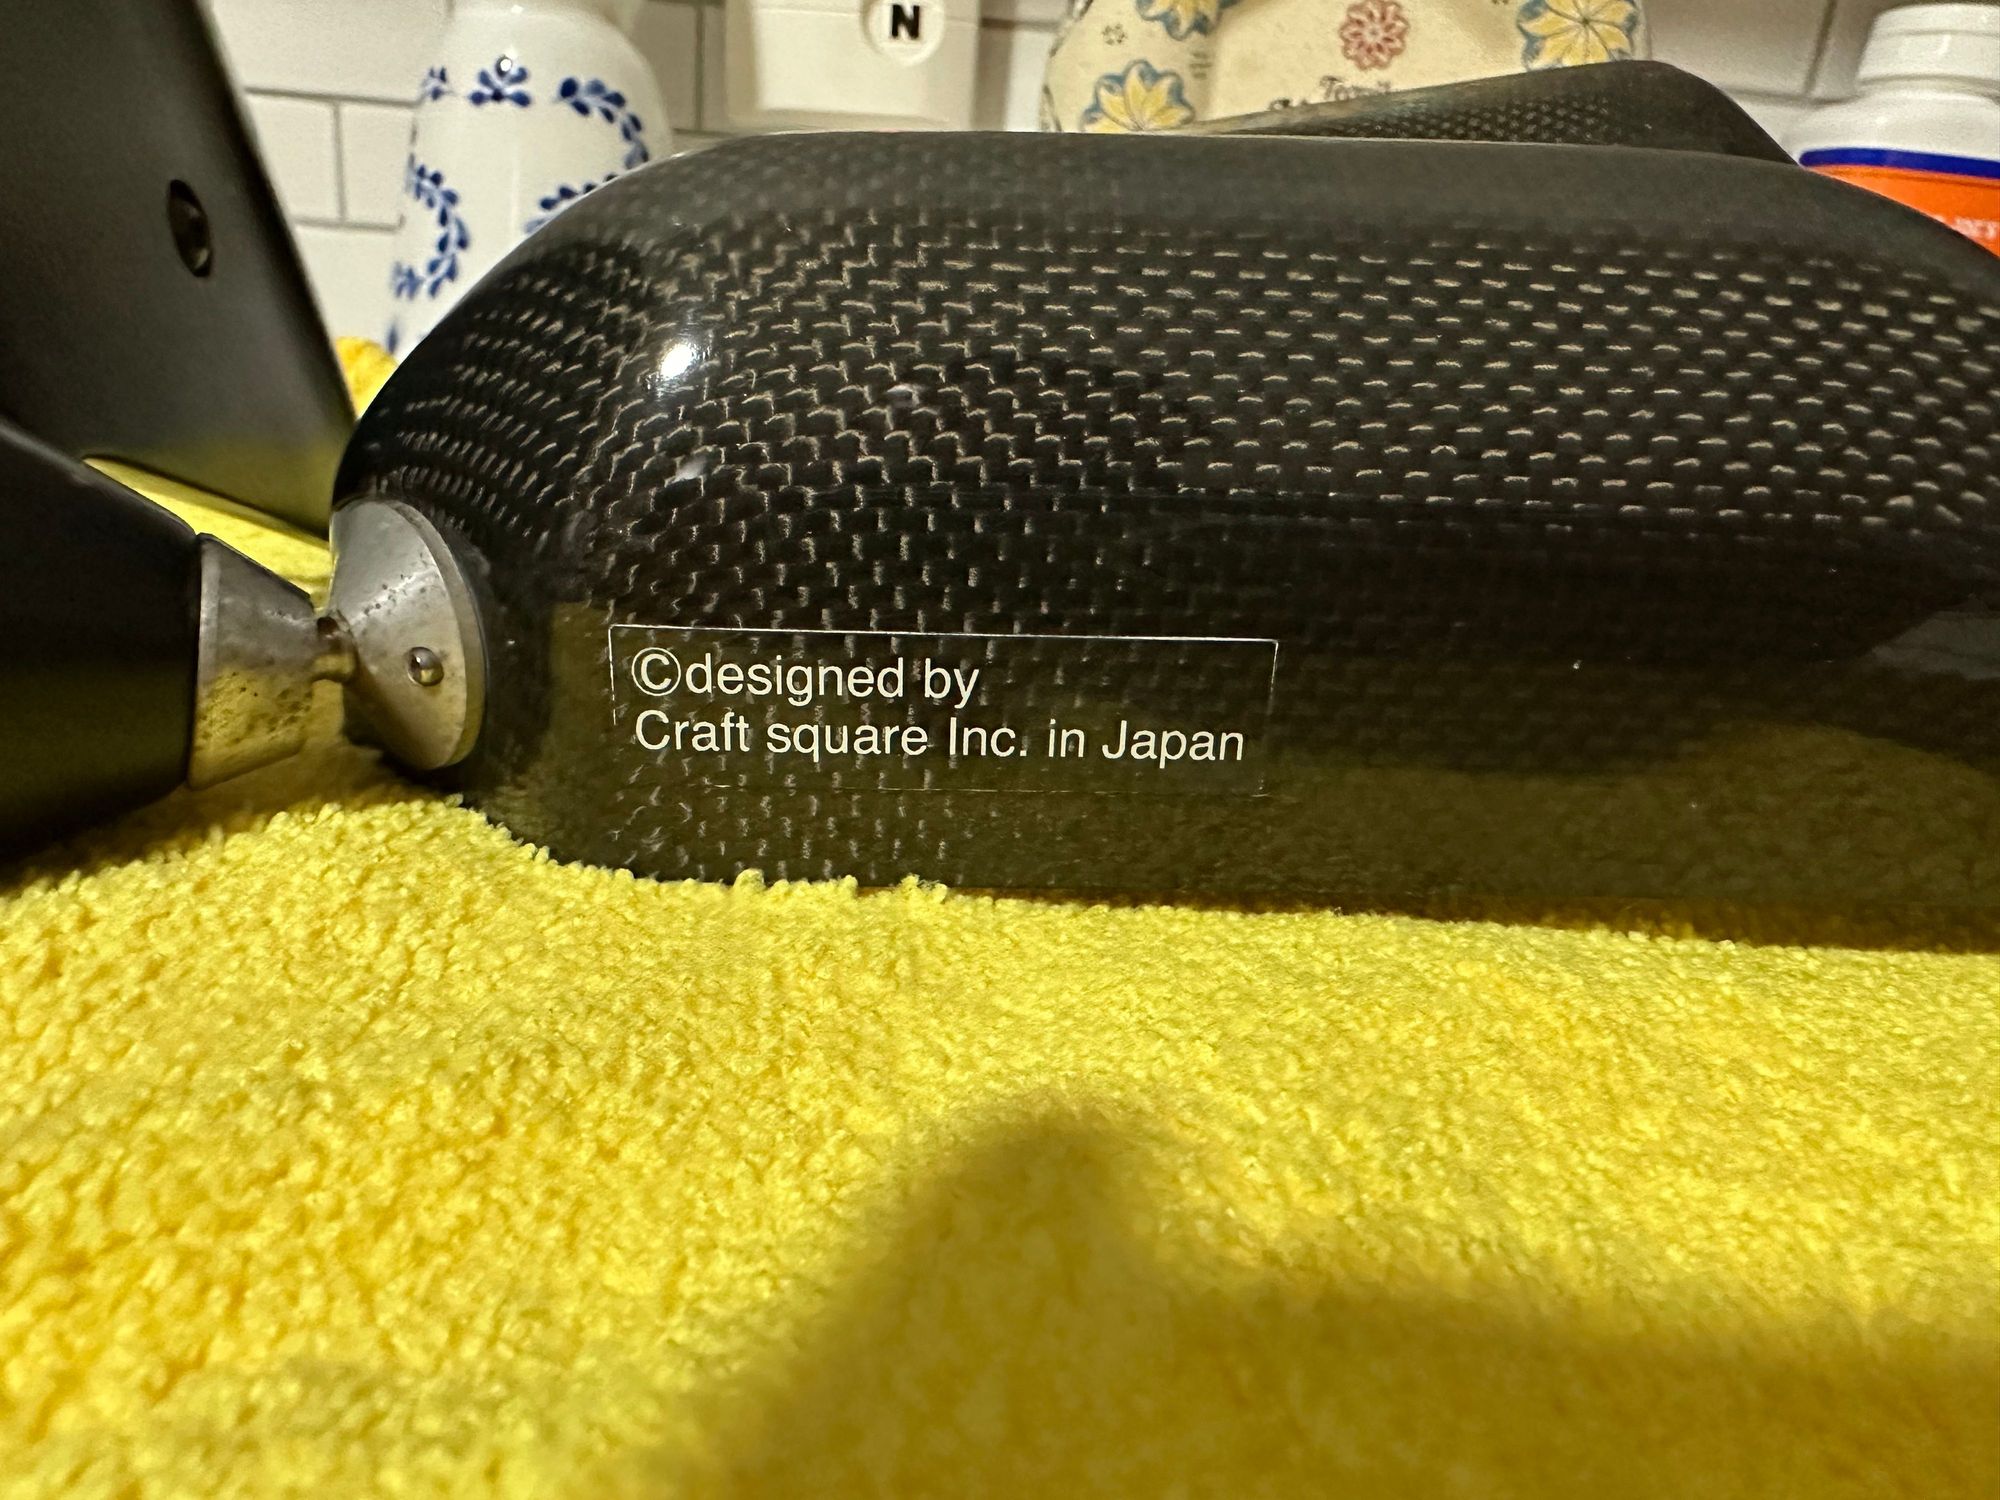 N
©designed by
Craft square Inc. in Japan